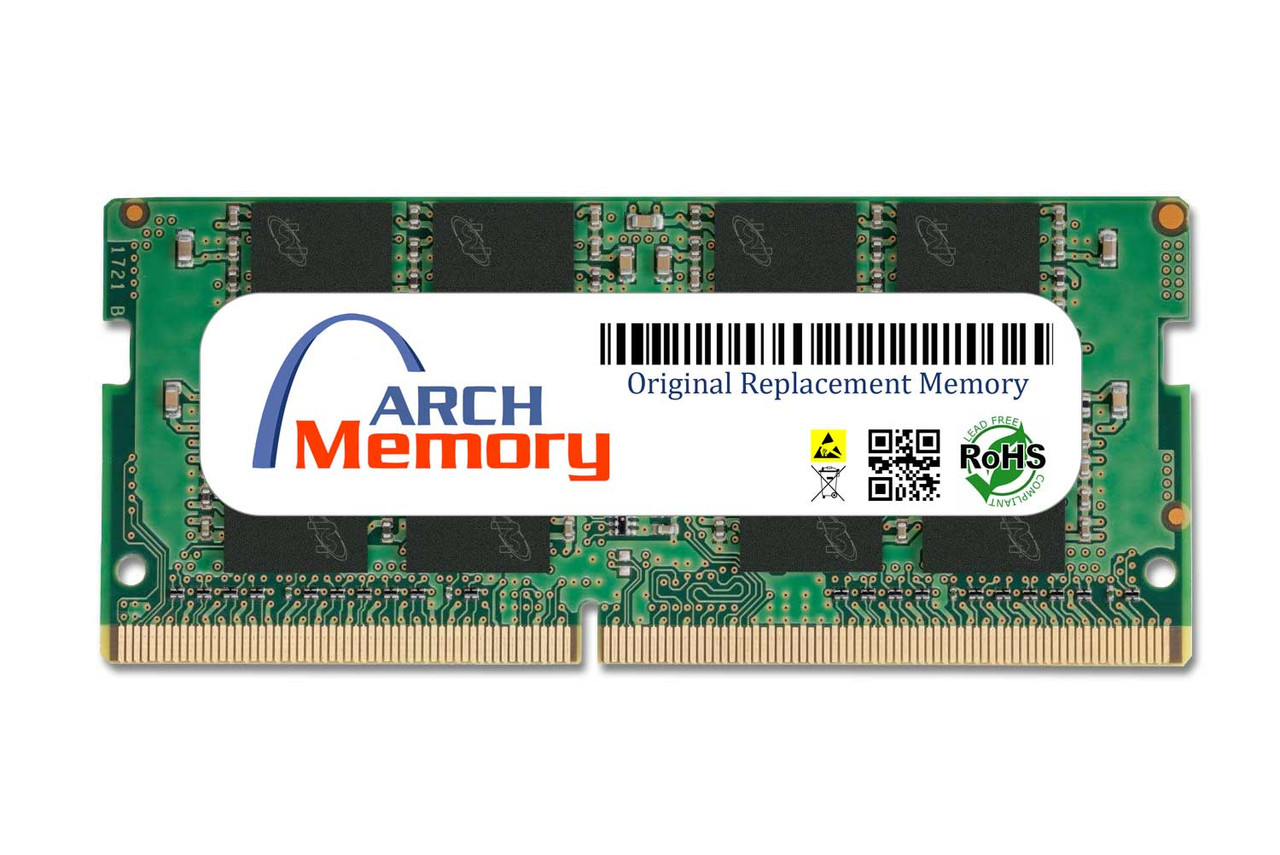 1721 B
ARCH
Memory
Original Replacement Memory
LEAD FREE
RoHS
COMPLIANT